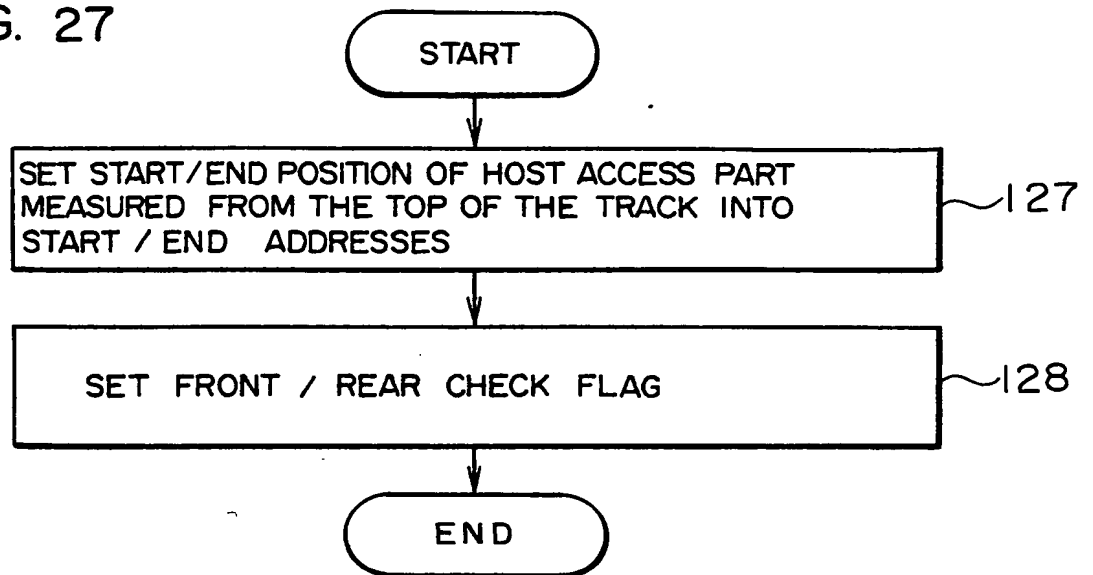 G. 27
START
SET START/END POSITION OF HOST ACCESS PART
MEASURED FROM THE TOP OF THE TRACK INTO
START / END ADDRESSES
127
SET FRONT / REAR CHECK FLAG
128
END